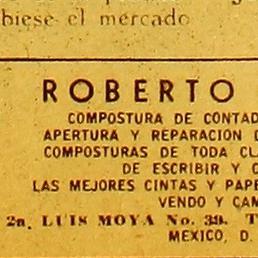 biese el mercado
ROBERTO
COMPOSTURA DE CONTAD
APERTURA Y REPARACION D
COMPOSTURAS DE TODA CLA
DE ESCRIBIR Y C
LAS MEJORES CINTAS Y PAPE
VENDO Y CAM
2a. LUIS MOYA No. 39. T
MEXICO, D.